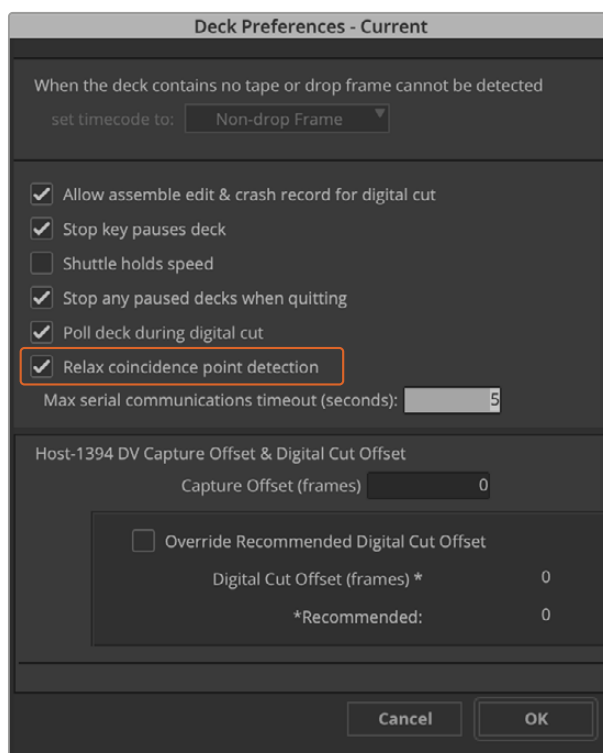 Deck Preferences - Current
When the deck contains no tape or drop frame cannot be detected
set timecode to: Non-drop Frame
Allow assemble edit & crash record for digital cut
Stop key pauses deck
Shuttle holds speed
Stop any paused decks when quitting
Poll deck during digital cut
Relax coincidence point detection
Max serial communications timeout (seconds): 5
Host-1394 DV Capture Offset & Digital Cut Offset
Capture Offset (frames) 0
Override Recommended Digital Cut Offset
Digital Cut Offset (frames) * 0
*Recommended: 0
Cancel OK